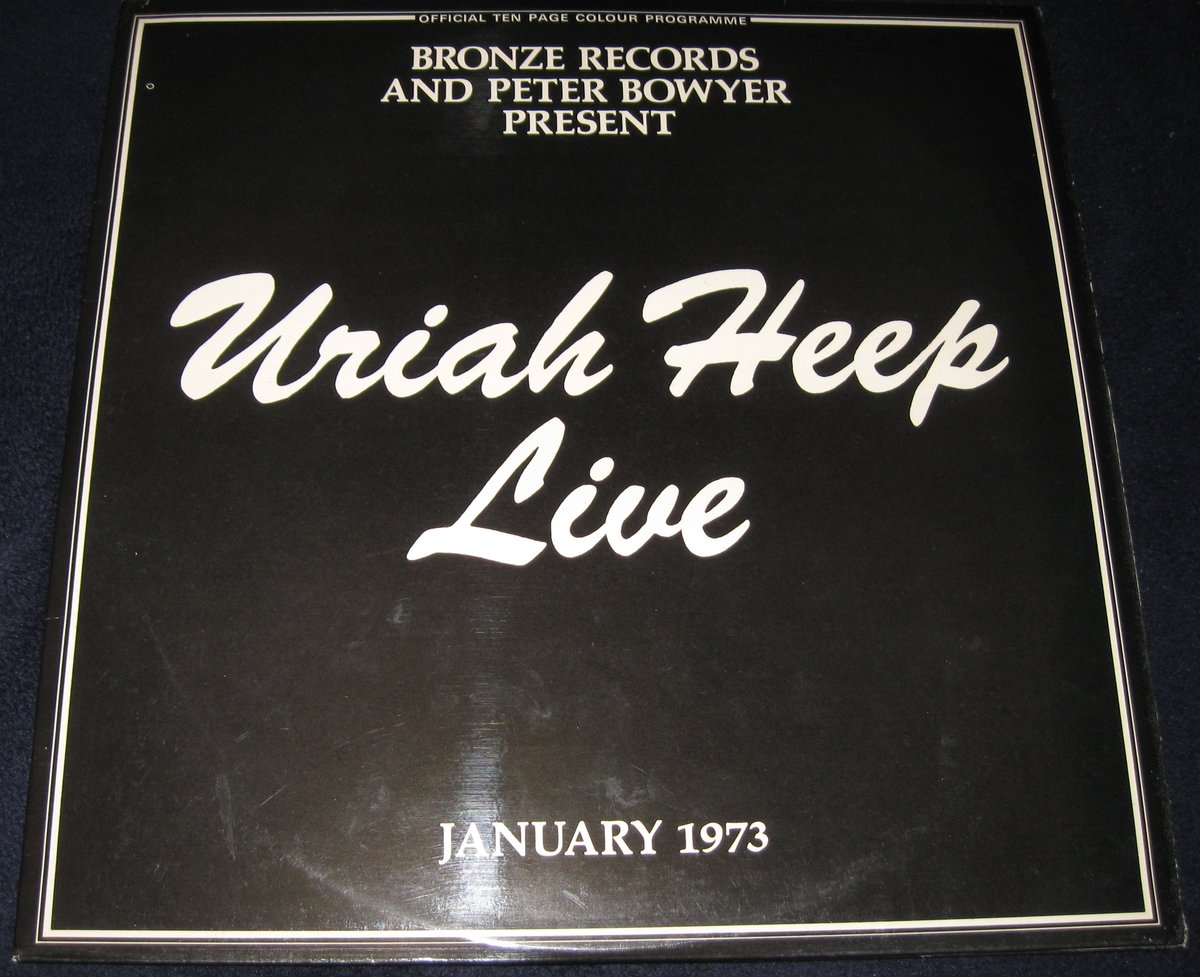 OFFICIAL TEN PAGE COLOUR PROGRAMME
BRONZE RECORDS
AND PETER BOWYER
PRESENT
Uriah Heep
Live
JANUARY 1973